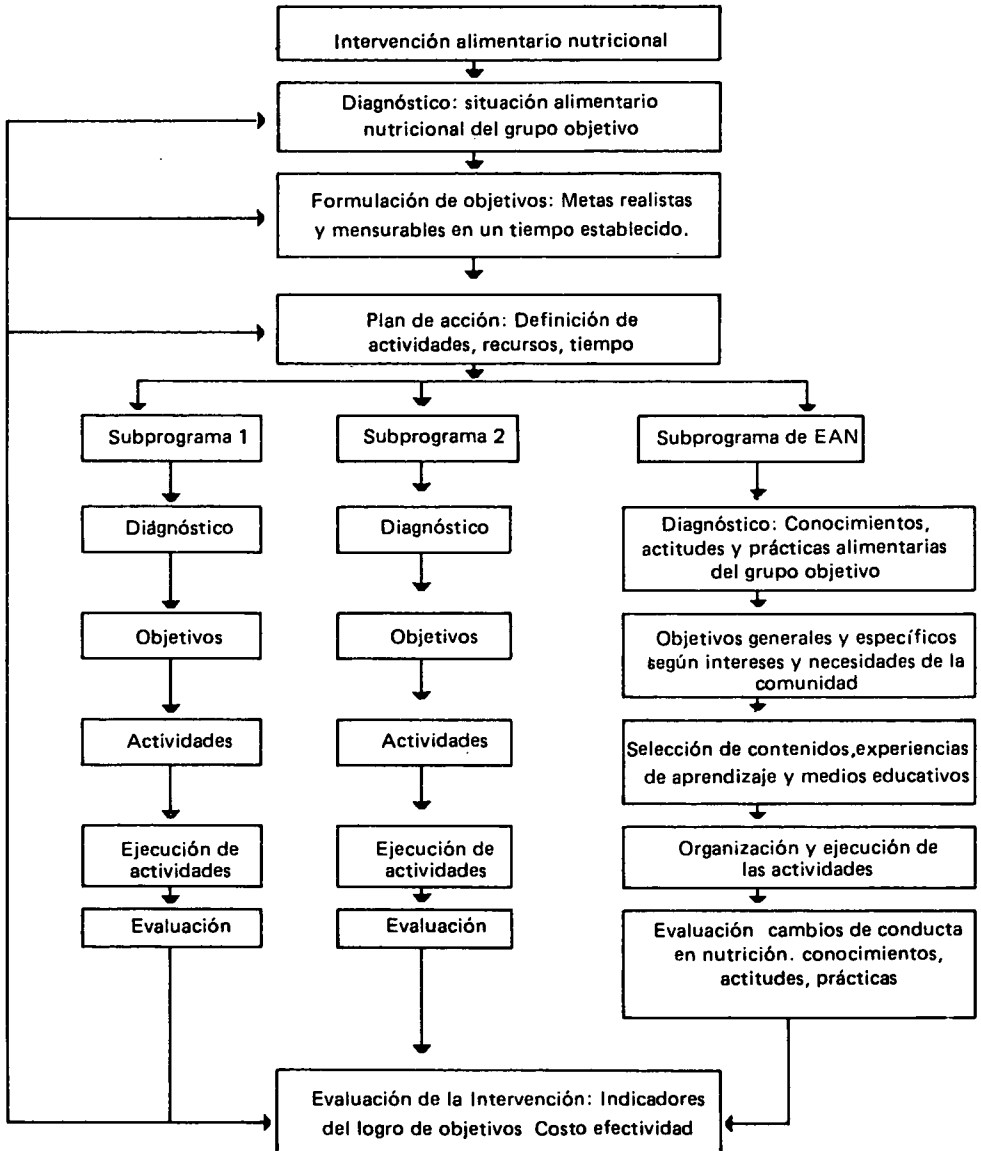 Intervención alimentario nutricional
Diagnóstico: situación alimentario
nutricional del grupo objetivo
Formulación de objetivos: Metas realistas
y mensurables en un tiempo establecido.
Plan de acción: Definición de
actividades, recursos, tiempo
Subprograma 1
Diágnóstico
Objetivos
Actividades
Ejecución de
actividades
Evaluación
Subprograma 2
Diagnóstico
Objetivos
Actividades
Ejecución de
actividades
Evaluación
Subprograma de EAN
Diagnóstico: Conocimientos,
actitudes y prácticas alimentarias
del grupo objetivo
Objetivos generales y específicos
según intereses y necesidades de la
comunidad
Selección de contenidos,experiencias
de aprendizaje y medios educativos
Organización y ejecución de
las actividades
Evaluación cambios de conducta
en nutrición. conocimientos,
actitudes, prácticas
Evaluación de la Intervención: Indicadores
del logro de objetivos Costo efectividad